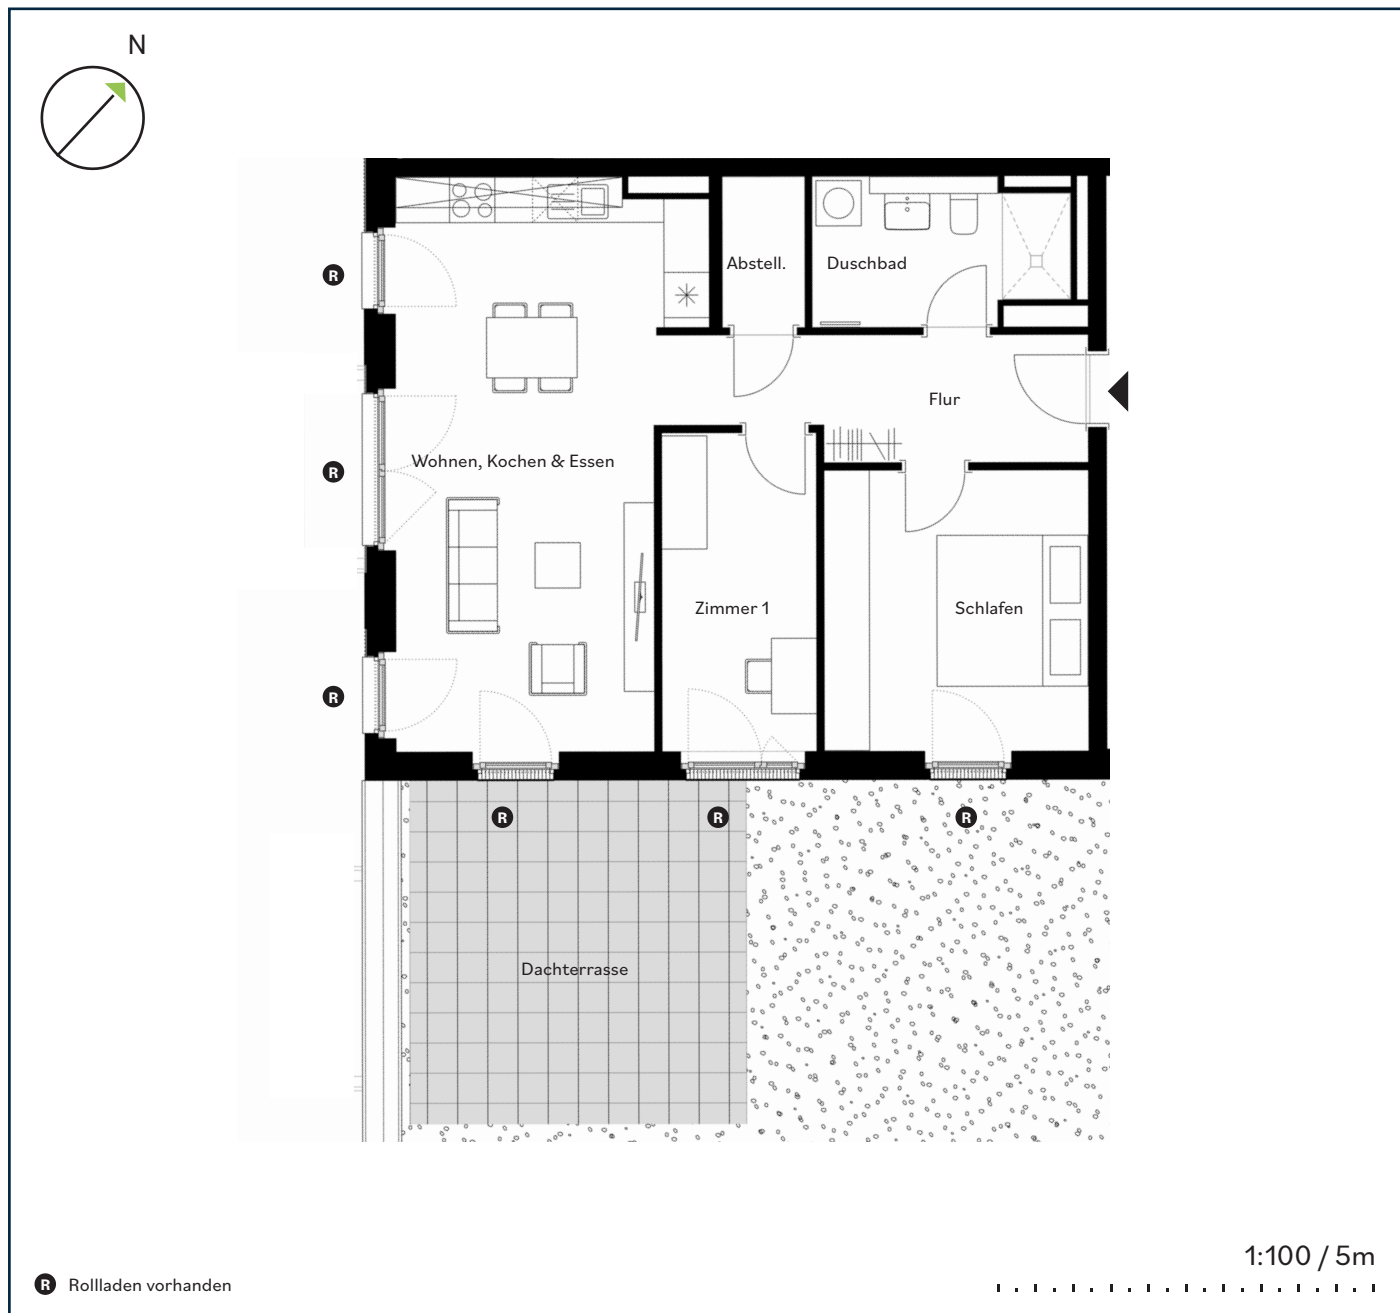 N
Abstell.
Duschbad
R
Flur
Wohnen, Kochen & Essen
R
Zimmer 1
Schlafen
R
R
R
R
Dachterrasse
1:100 / 5m
R Rollladen vorhanden